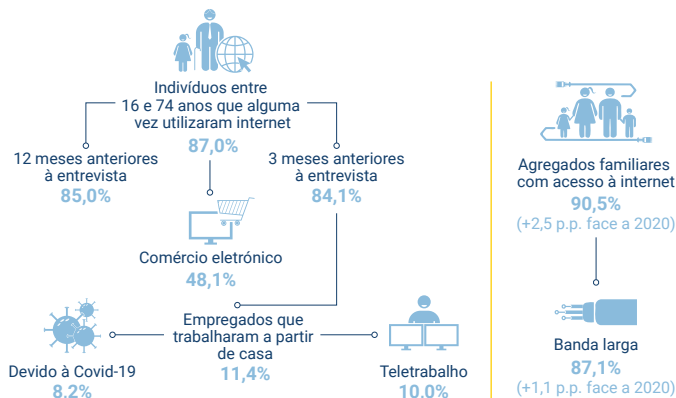 Indivíduos entre
16 e 74 anos que alguma
vez utilizaram internet
87,0%
12 meses anteriores
à entrevista
85,0%
3 meses anteriores
à entrevista
84,1%
Comércio eletrónico
48,1%
Empregados que
trabalharam a partir
de casa
11,4%
Devido à Covid-19
8,2%
Teletrabalho
10,0%
Agregados familiares
com acesso à internet
90,5%
(+2,5 p.p. face a 2020)
Banda larga
87,1%
(+1,1 p.p. face a 2020)